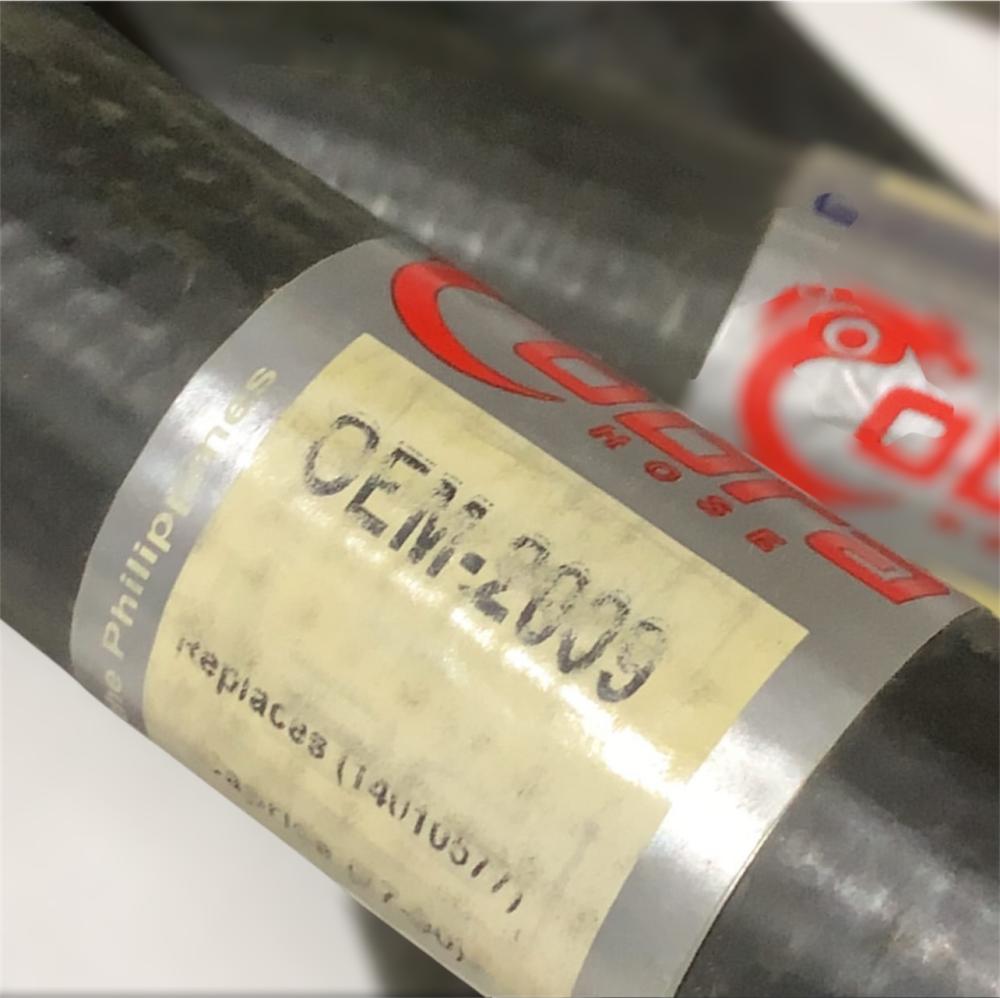 CObra
HOSE
OEM-2009
Replaces (14010577)
Philippines